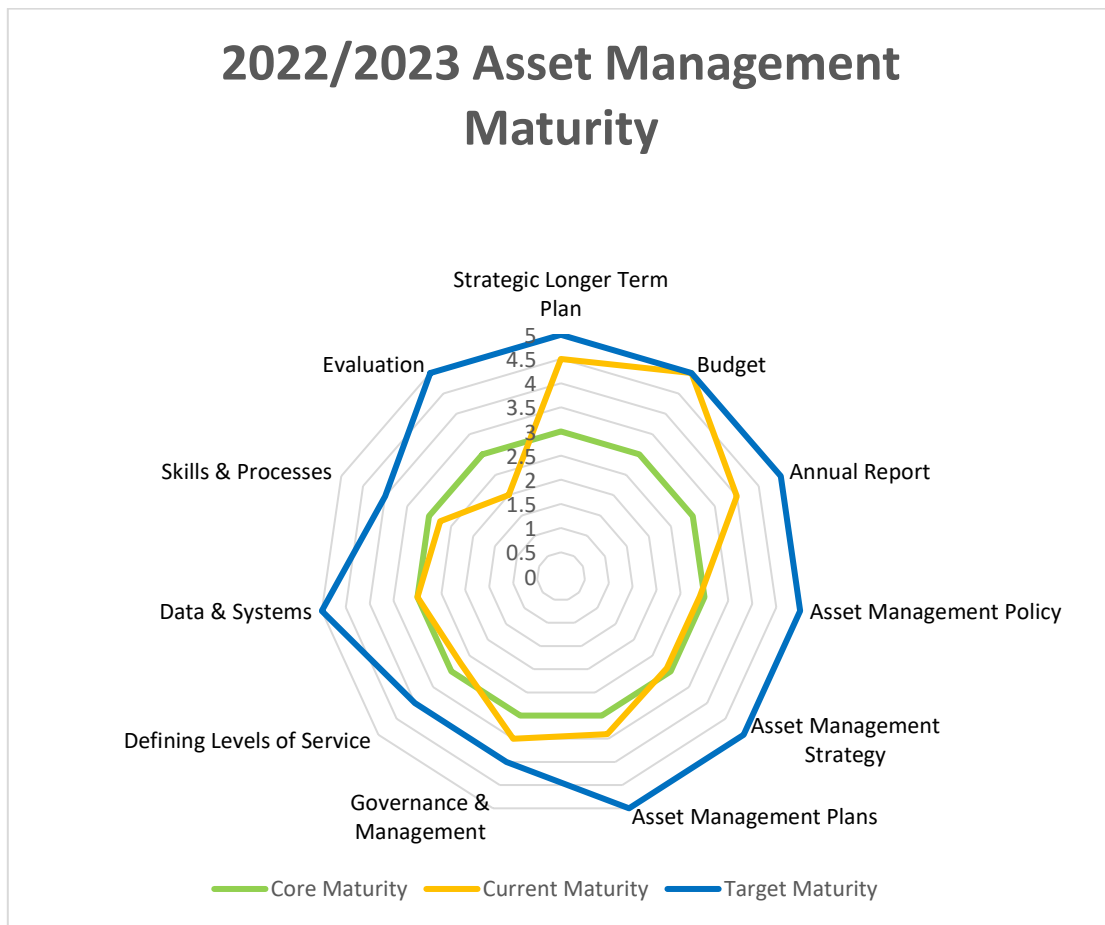 2022/2023 Asset Management
Maturity
Strategic Longer Term
Plan
Budget
Annual Report
Asset Management Policy
Asset Management
Strategy
Asset Management Plans
Governance &
Management
Defining Levels of Service
Data & Systems
Skills & Processes
Evaluation
5
4.5
4
3.5
3
2.5
2
1.5
1
0.5
0
Core Maturity
Current Maturity
Target Maturity